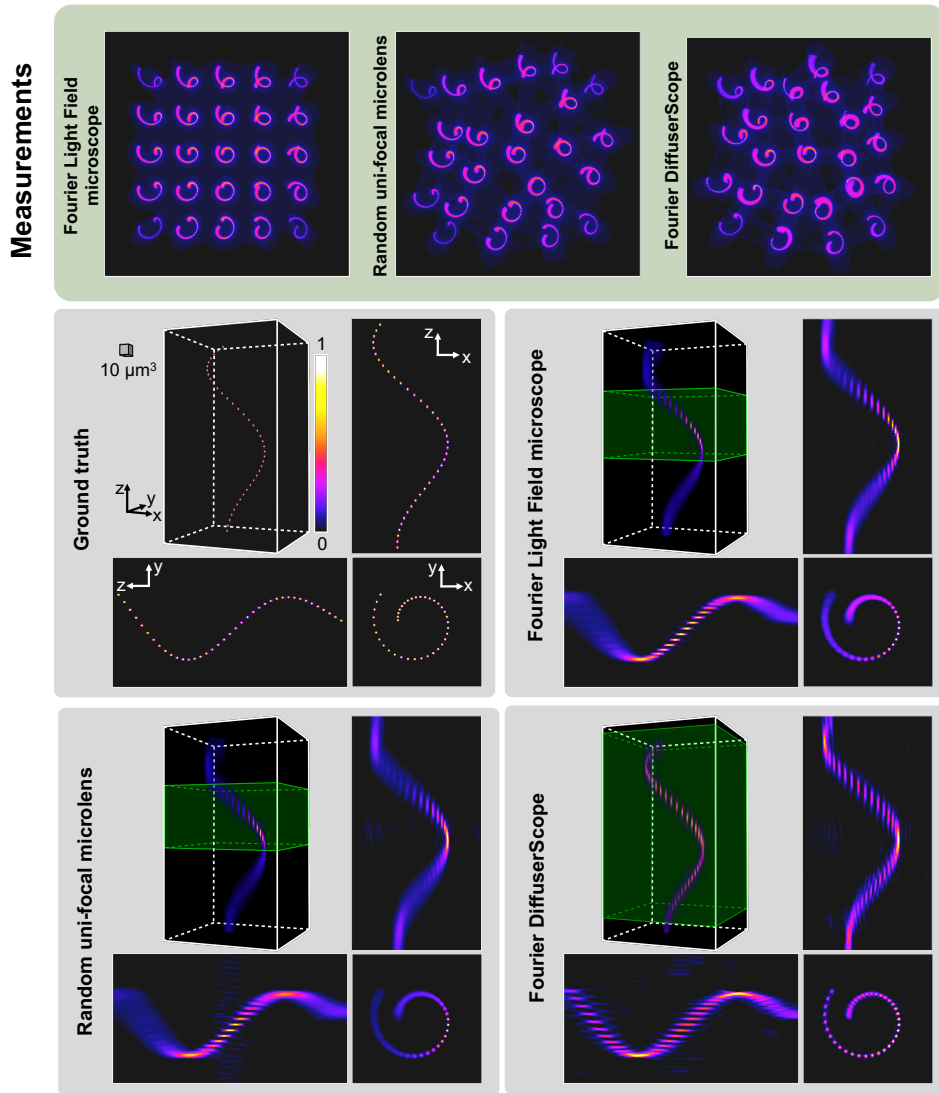 Measurements
Fourier Light Field
microscope
Random uni-focal microlens
Fourier DiffuserScope
Ground truth
10 µm³
1
0
z
y
x
z
x
z
y
y
x
Fourier Light Field microscope
Random uni-focal microlens
Fourier DiffuserScope